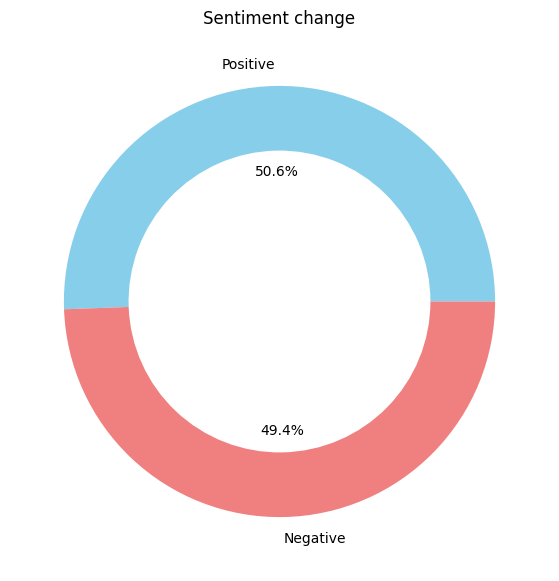 Sentiment change
Positive
50.6%
49.4%
Negative